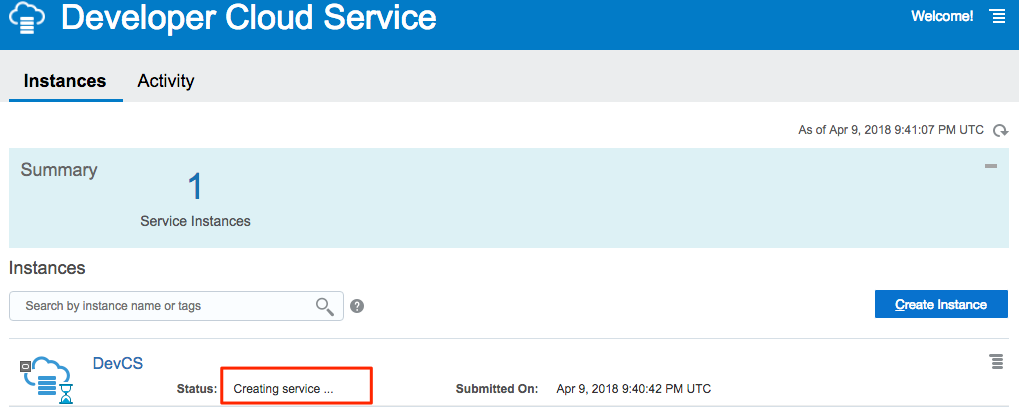 Developer Cloud Service
Welcome!
Instances Activity
As of Apr 9, 2018 9:41:07 PM UTC
Summary
1
Service Instances
Instances
Search by instance name or tags
?
Create Instance
DevCS
Status: Creating service ... Submitted On: Apr 9, 2018 9:40:42 PM UTC